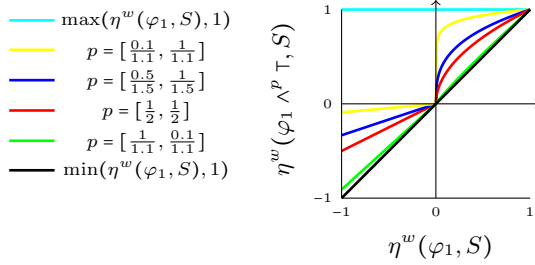 max(η^w(φ₁, S), 1)
p = [0.1/1.1, 1/1.1]
p = [0.5/1.5, 1/1.5]
p = [1/2, 1/2]
p = [1/1.1, 0.1/1.1]
min(η^w(φ₁, S), 1)
η^w(φ₁ ∧^p ⊤, S)
1
0
−1
−1
0
1
η^w(φ₁, S)